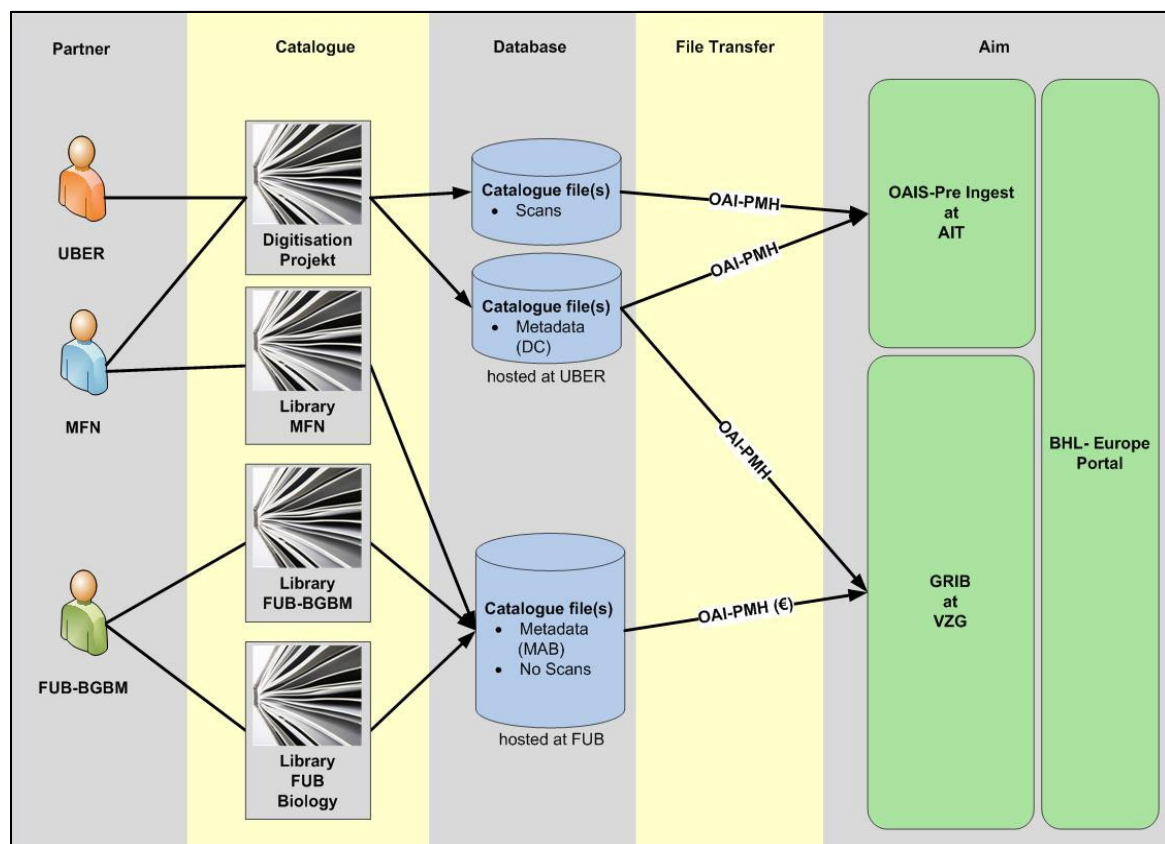 Partner
Catalogue
Database
File Transfer
Aim
UBER
MFN
FUB-BGBM
Digitisation
Projekt
Library
MFN
Library
FUB-BGBM
Library
FUB
Biology
Catalogue file(s)
• Scans
Catalogue file(s)
• Metadata
(DC)
hosted at UBER
Catalogue file(s)
• Metadata
(MAB)
• No Scans
hosted at FUB
OAI-PMH
OAI-PMH
OAI-PMH
OAI-PMH (€)
OAIS-Pre Ingest
at
AIT
GRIB
at
VZG
BHL- Europe
Portal